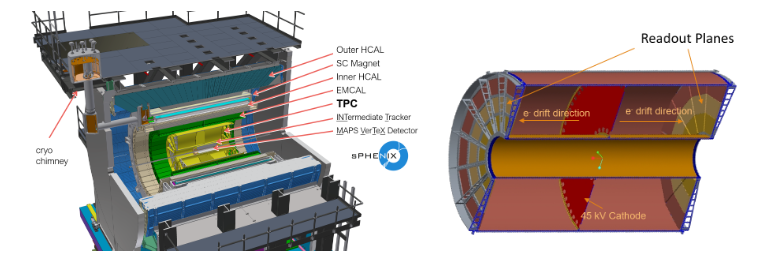 Outer HCAL
SC Magnet
Inner HCAL
EMCAL
TPC
INTermediate Tracker
MAPS VerTeX Detector
sPHENIX
cryo
chimney
Readout Planes
e- drift direction
e- drift direction
45 kV Cathode